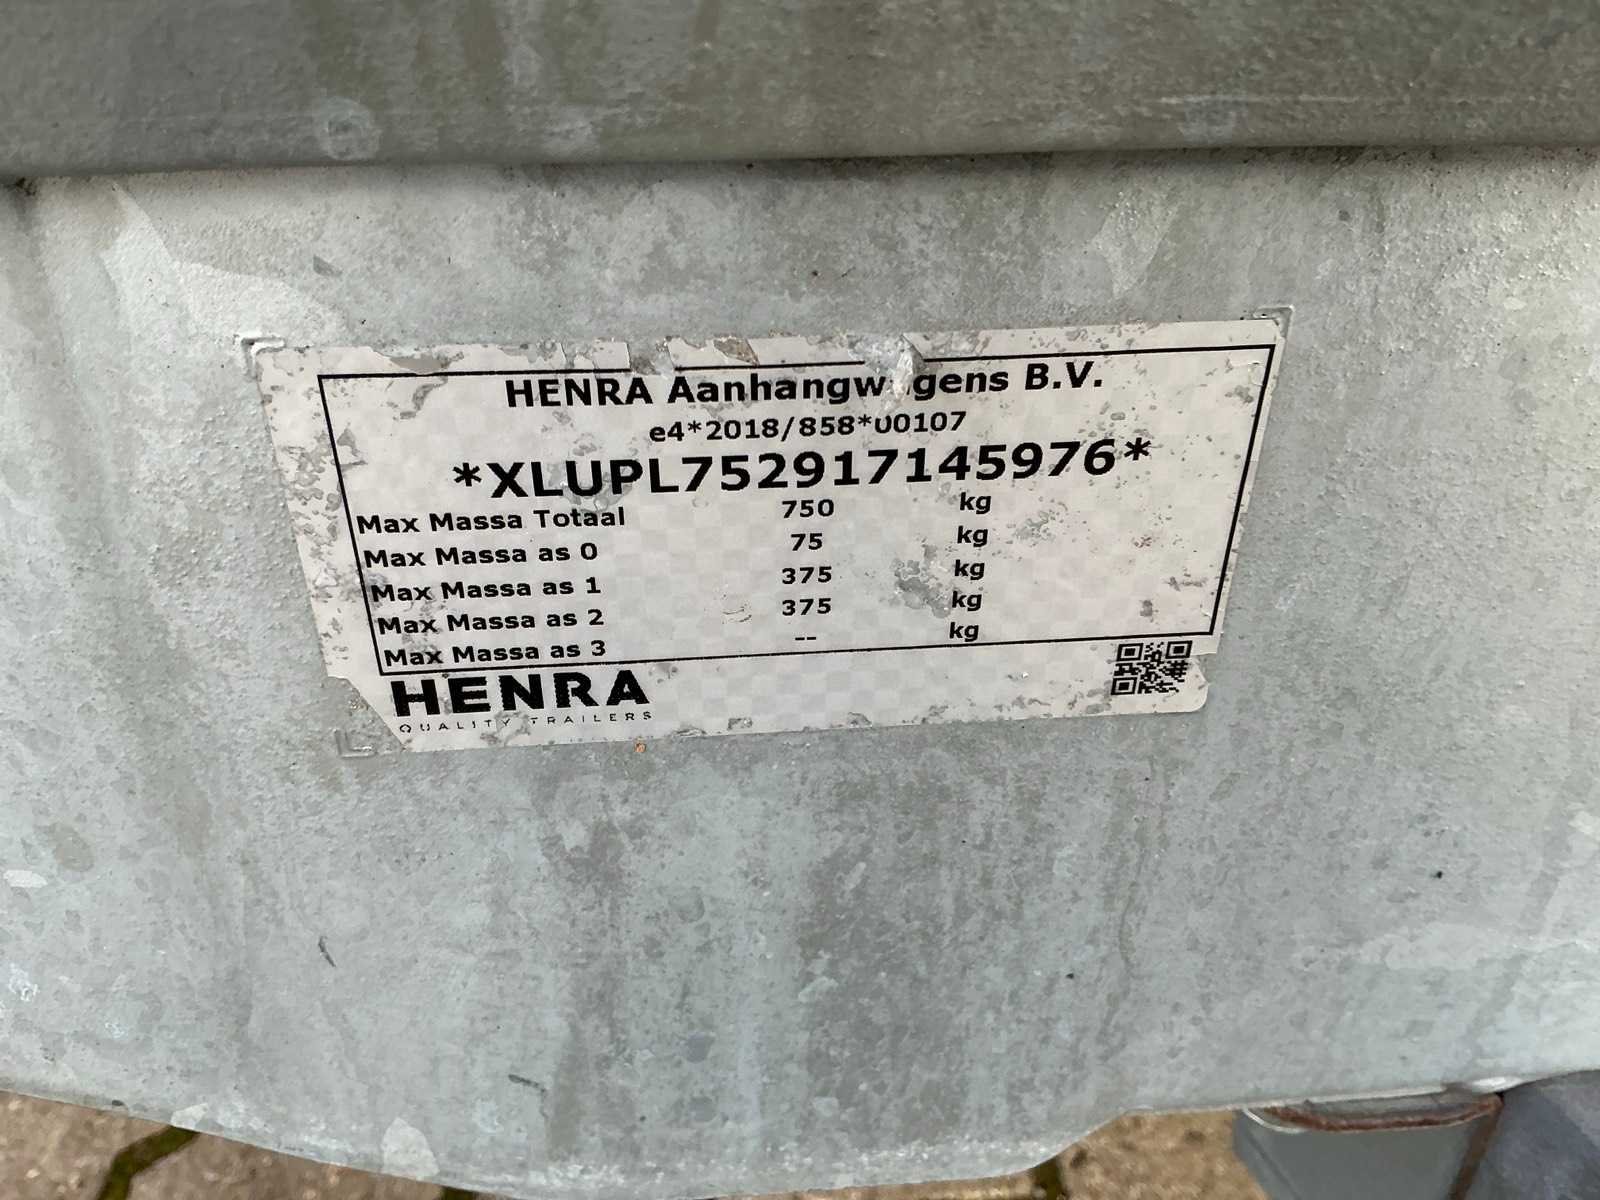 HENRA Aanhangwagens B.V.
e4*2018/858*00107
*XLUPL752917145976*
Max Massa Totaal 750 kg
Max Massa as 0 75 kg
Max Massa as 1 375 kg
Max Massa as 2 375 kg
Max Massa as 3 -- kg
HENRA
QUALITY TRAILERS